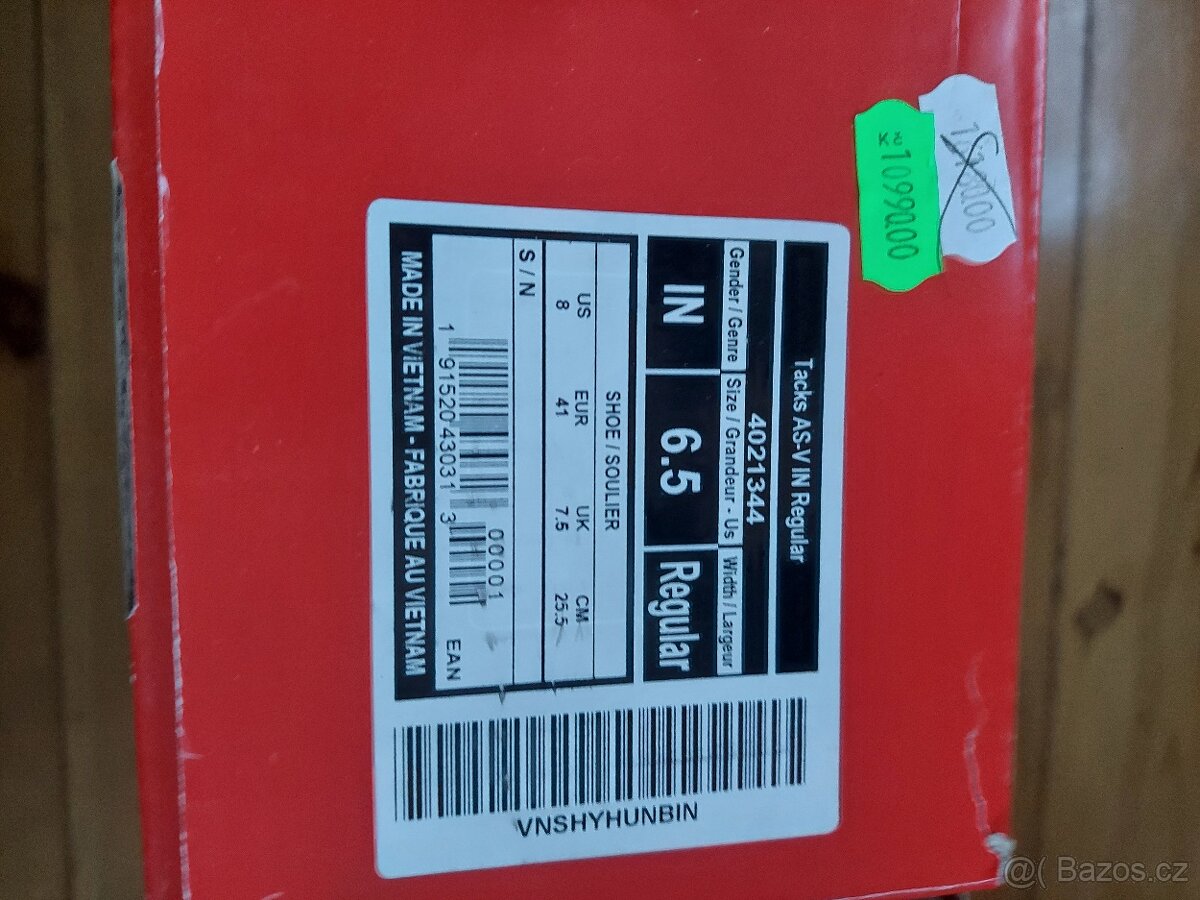 Tacks AS-V IN Regular
4021344
Gender / Genre Size / Grandeur - Us Width / Largeur
IN 6.5 Regular
SHOE / SOULIER
US EUR UK CM
8 41 7.5 25.5
S / N
00001
1 91520 43031 3 EAN
MADE IN VIETNAM - FABRIQUE AU VIETNAM
VNSHYHUNBIN
Kč 10990.00
@( Bazos.cz